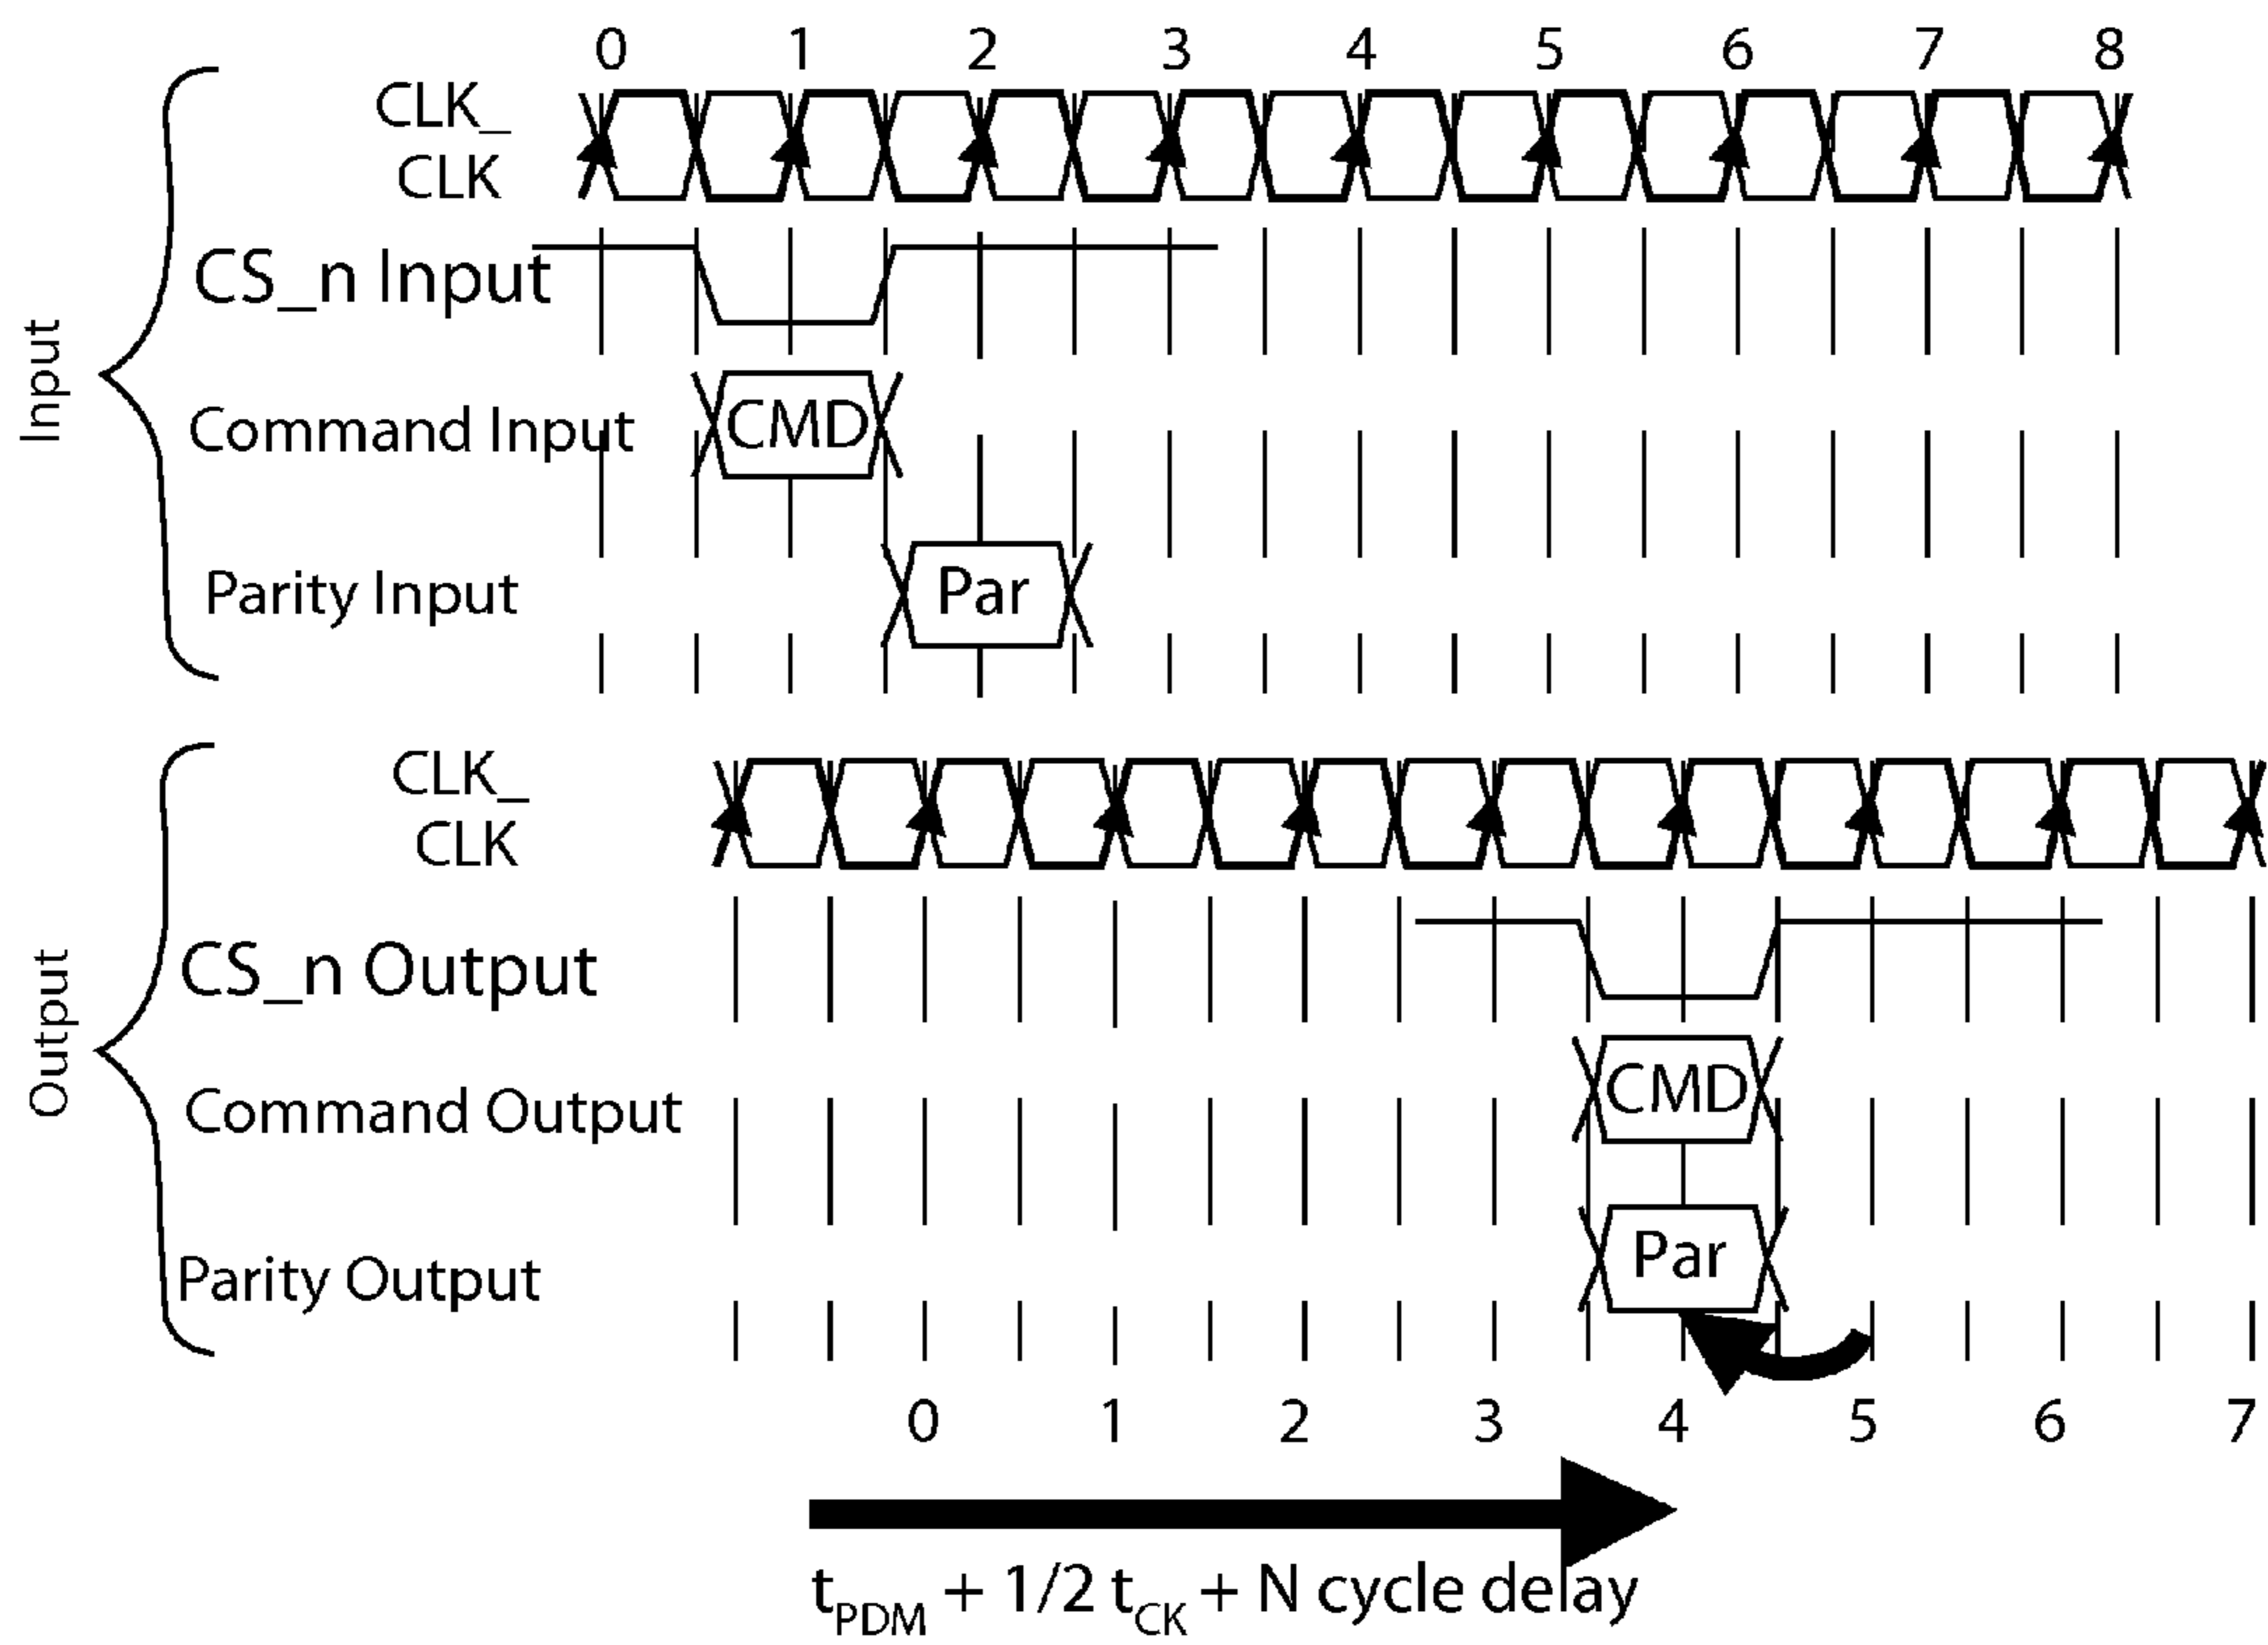 0 1 2 3 4 5 6 7 8
CLK_
CLK
CS_n Input
Input
Command Input
CMD
Parity Input
Par
CLK_
CLK
CS_n Output
Output
Command Output
CMD
Parity Output
Par
0 1 2 3 4 5 6 7
tPDM + 1/2 tCK + N cycle delay